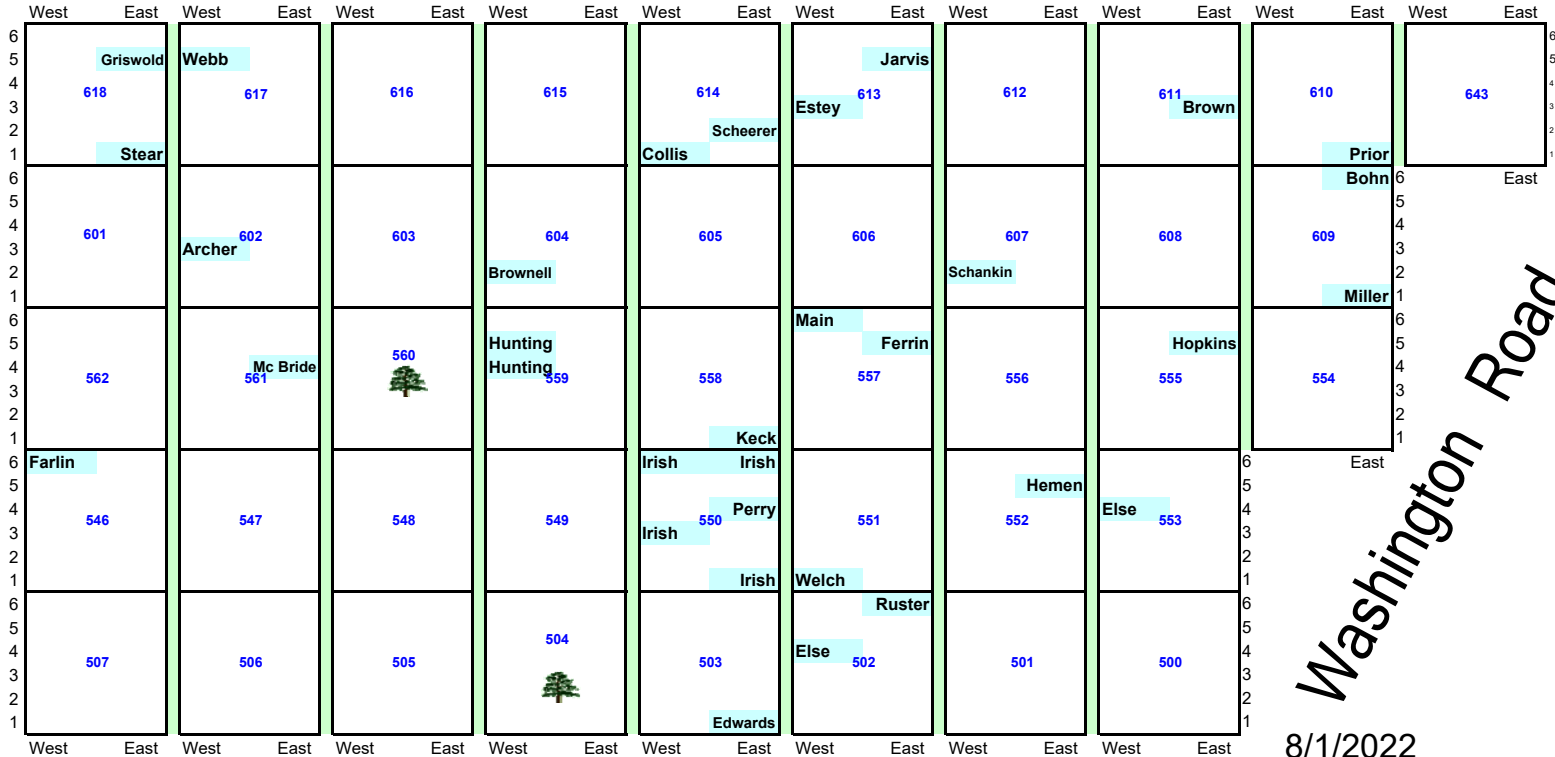 West East West East West East West East West East West East West East West East West East West East
6 6
5 Griswold Webb Jarvis 5
4 618 617 616 615 614 613 612 611 610 643 4
3 Estey Brown 3
2 Scheerer 2
1 Stear Collis Prior 1
6 Bohn 6 East
5 5
4 601 602 603 604 605 606 607 608 609 4
3 Archer 3
2 Brownell Schankin 2
1 Miller 1
6 Main 6
5 Hunting Ferrin Hopkins 5
4 Mc Bride 560 Hunting 4
3 562 561 559 558 557 556 555 554 3
2 2
1 Keck 1
6 Farlin Irish Irish 6 East
5 Hemen 5
4 Perry Else 4
3 546 547 548 549 Irish 550 551 552 553 3
2 2
1 Irish Welch 1
6 Ruster 6
5 504 5
4 Else 4
3 507 506 505 503 502 501 500 3
2 2
1 Edwards 1
West East West East West East West East West East West East West East West East
Washington Road
8/1/2022